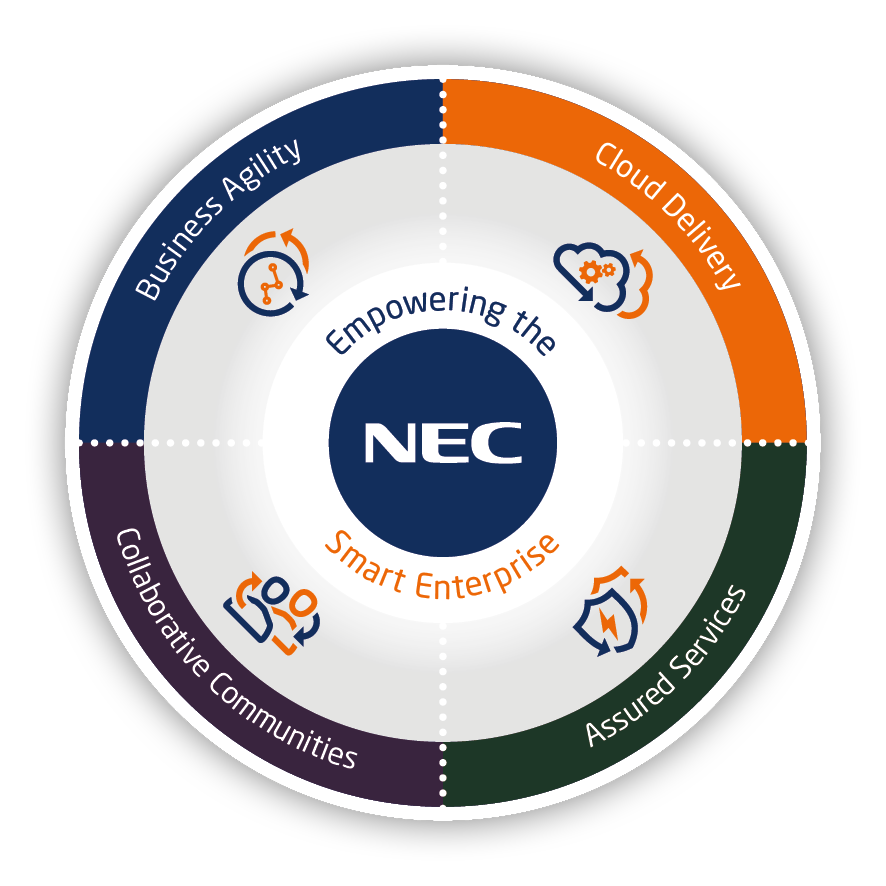 Business Agility
Cloud Delivery
Empowering the
NEC
Smart Enterprise
Collaborative Communities
Assured Services